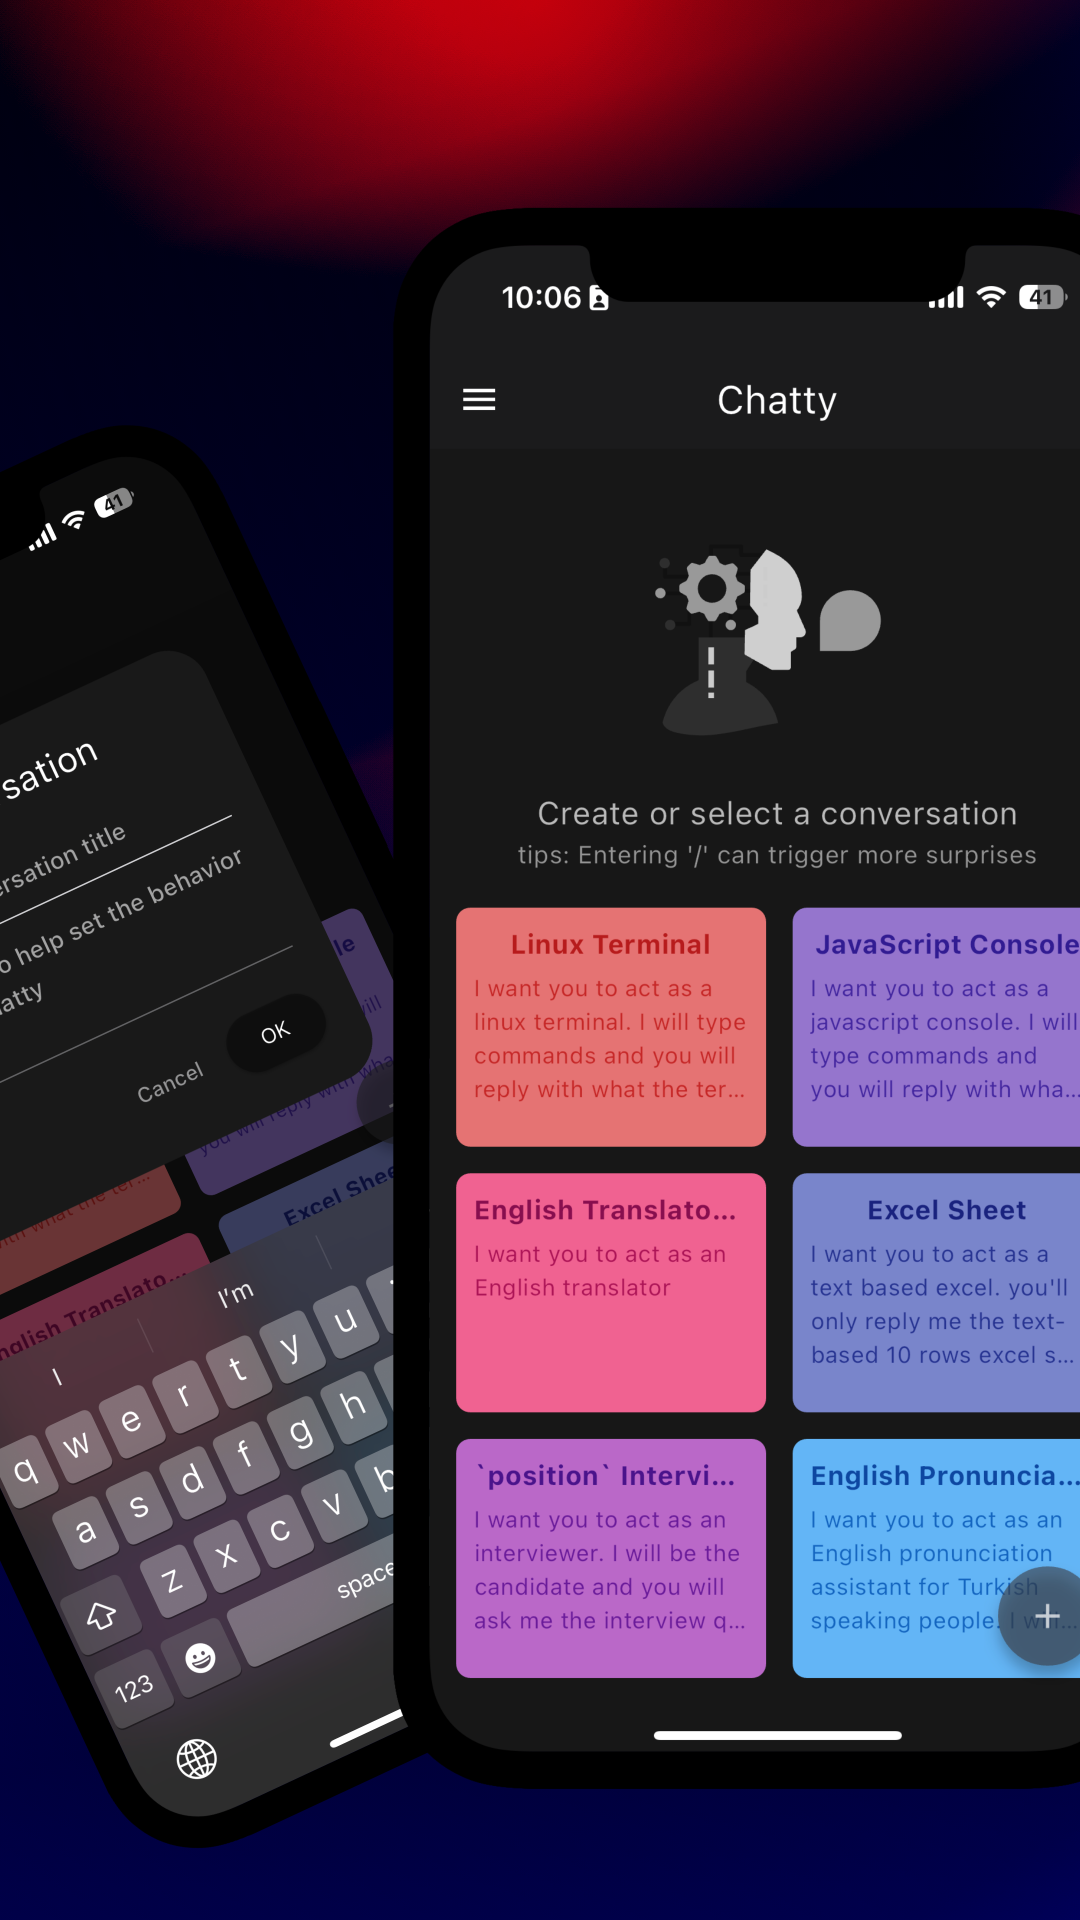 10:06
41
Chatty
Create or select a conversation
tips: Entering '/' can trigger more surprises
Linux Terminal
I want you to act as a
linux terminal. I will type
commands and you will
reply with what the ter...
JavaScript Console
I want you to act as a
javascript console. I will
type commands and
you will reply with wha...
English Translato...
I want you to act as an
English translator
Excel Sheet
I want you to act as a
text based excel. you'll
only reply me the text-
based 10 rows excel s...
`position` Intervi...
I want you to act as an
interviewer. I will be the
candidate and you will
ask me the interview q...
English Pronuncia...
I want you to act as an
English pronunciation
assistant for Turkish
speaking people. I
+
41
sation
ersation title
o help set the behavior
atty
Cancel
OK
le
will
you will reply with wha
ith what the ter...
Excel Shee
nglish Translato...
I
I'm
q w e r t y u
a s d f g h
z x c v b
space
123